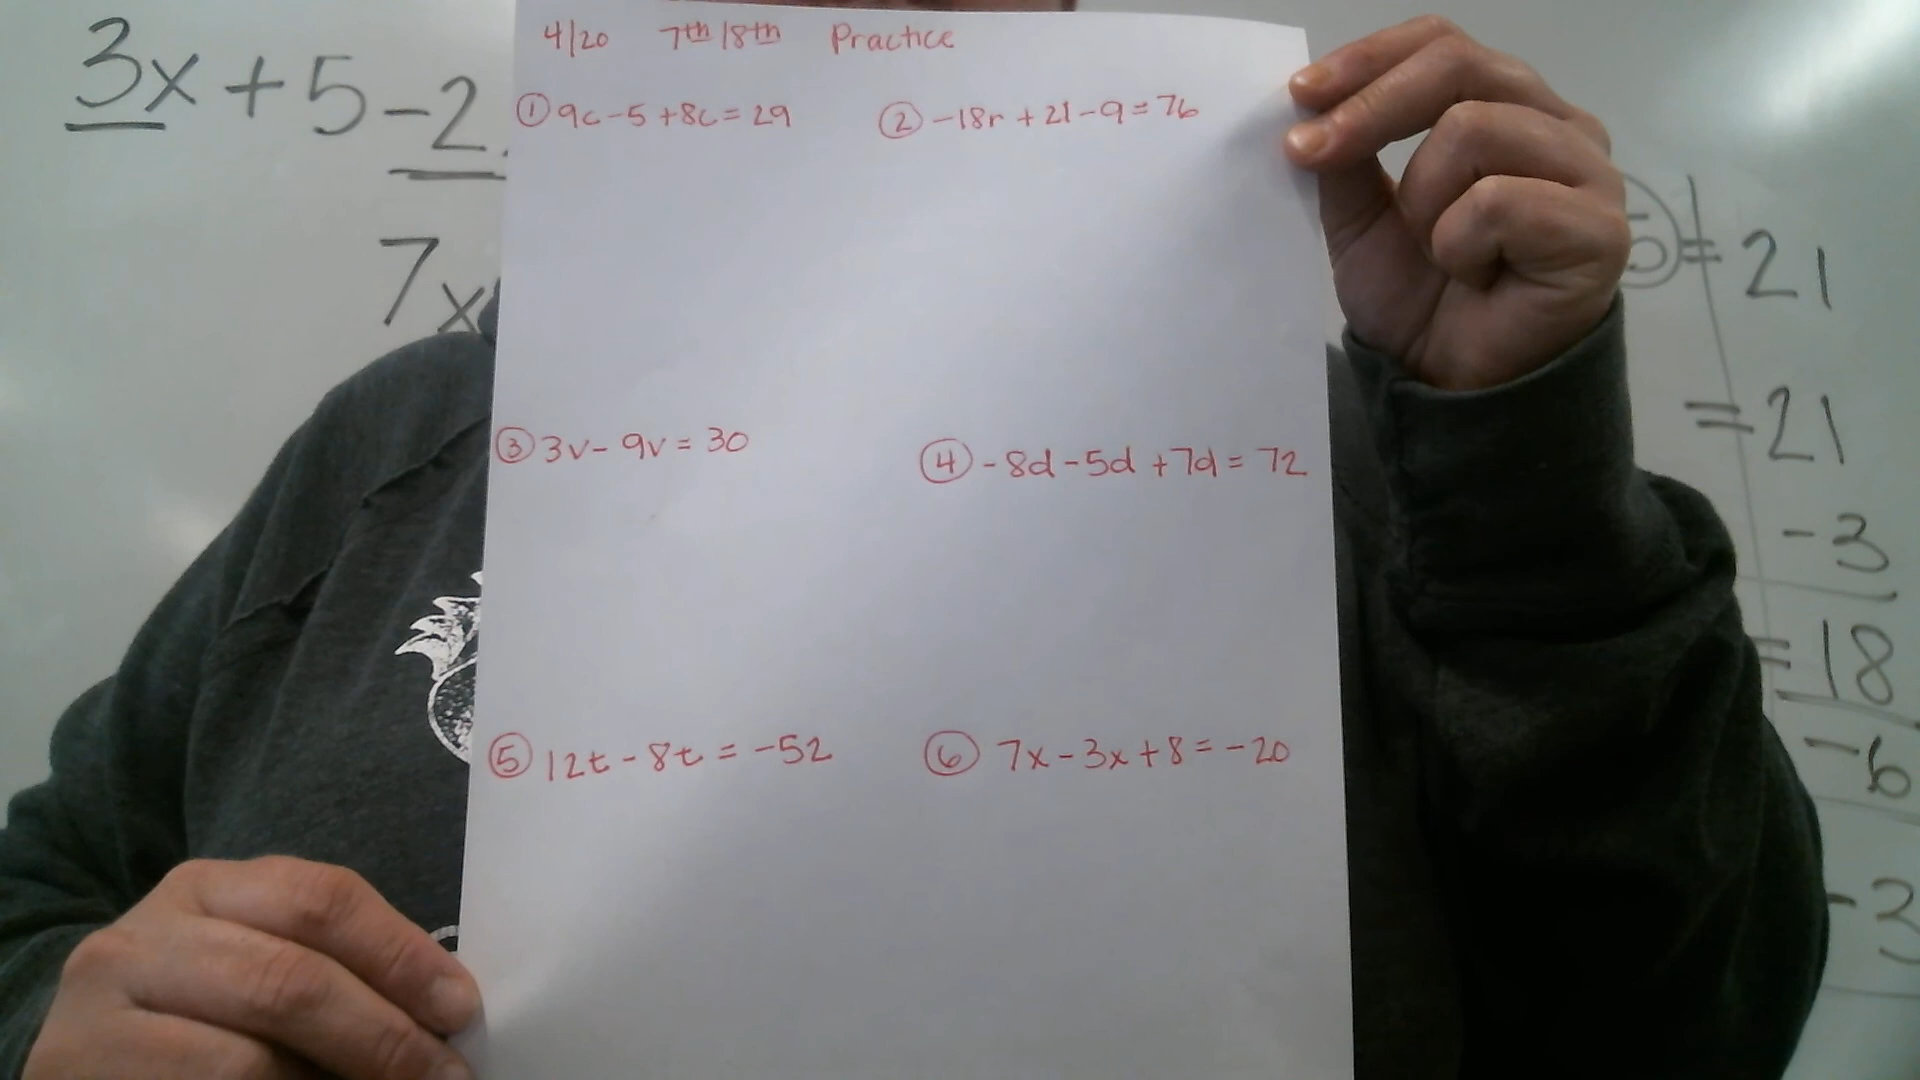 4/20 7th/8th Practice
① 9c - 5 + 8c = 29
② -18r + 21 - 9 = 76
③ 3v - 9v = 30
④ - 8d - 5d + 7d = 72
⑤ 12t - 8t = -52
⑥ 7x - 3x + 8 = -20
3x + 5 - 2
7x
5 = 21
= 21
- 3
= 18
- 6
- 3